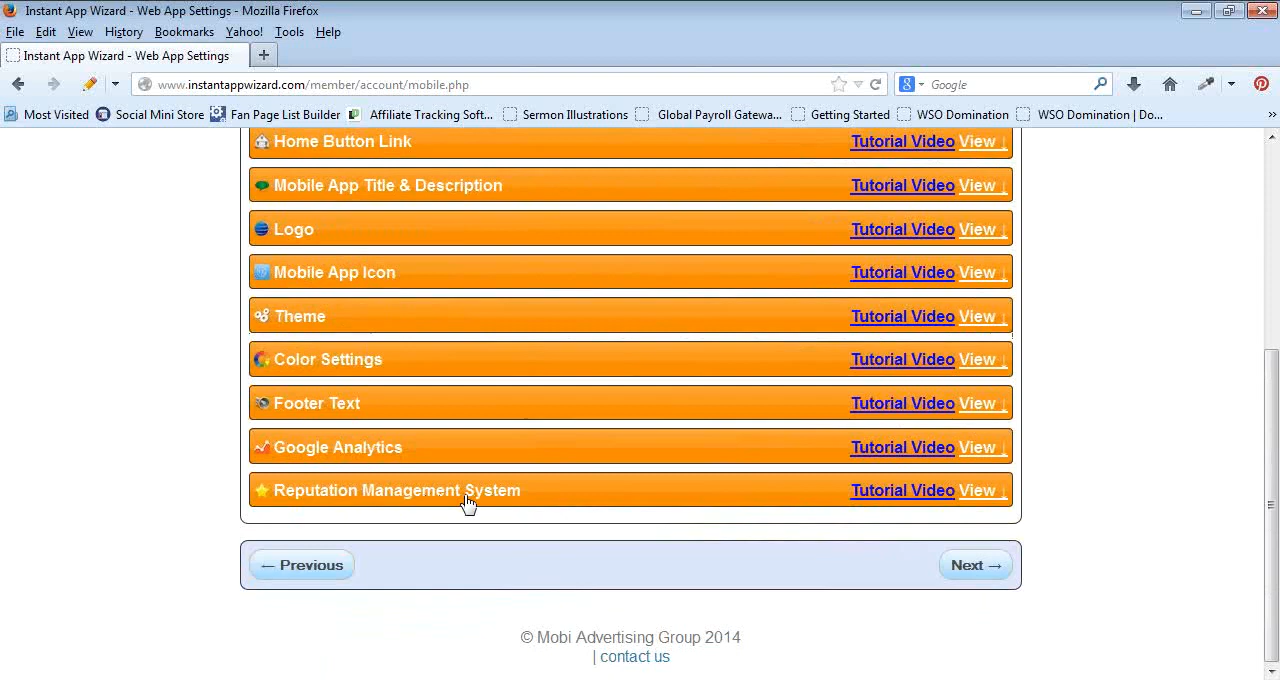 Instant App Wizard - Web App Settings - Mozilla Firefox
File Edit View History Bookmarks Yahoo! Tools Help
Instant App Wizard - Web App Settings
www.instantappwizard.com/member/account/mobile.php
Google
Most Visited Social Mini Store Fan Page List Builder Affiliate Tracking Soft... Sermon Illustrations Global Payroll Gatewa... Getting Started WSO Domination WSO Domination | Do...
Home Button Link Tutorial Video View ↓
Mobile App Title & Description Tutorial Video View ↓
Logo Tutorial Video View ↓
Mobile App Icon Tutorial Video View ↓
Theme Tutorial Video View ↓
Color Settings Tutorial Video View ↓
Footer Text Tutorial Video View ↓
Google Analytics Tutorial Video View ↓
Reputation Management System Tutorial Video View ↓
← Previous Next →
© Mobi Advertising Group 2014
| contact us